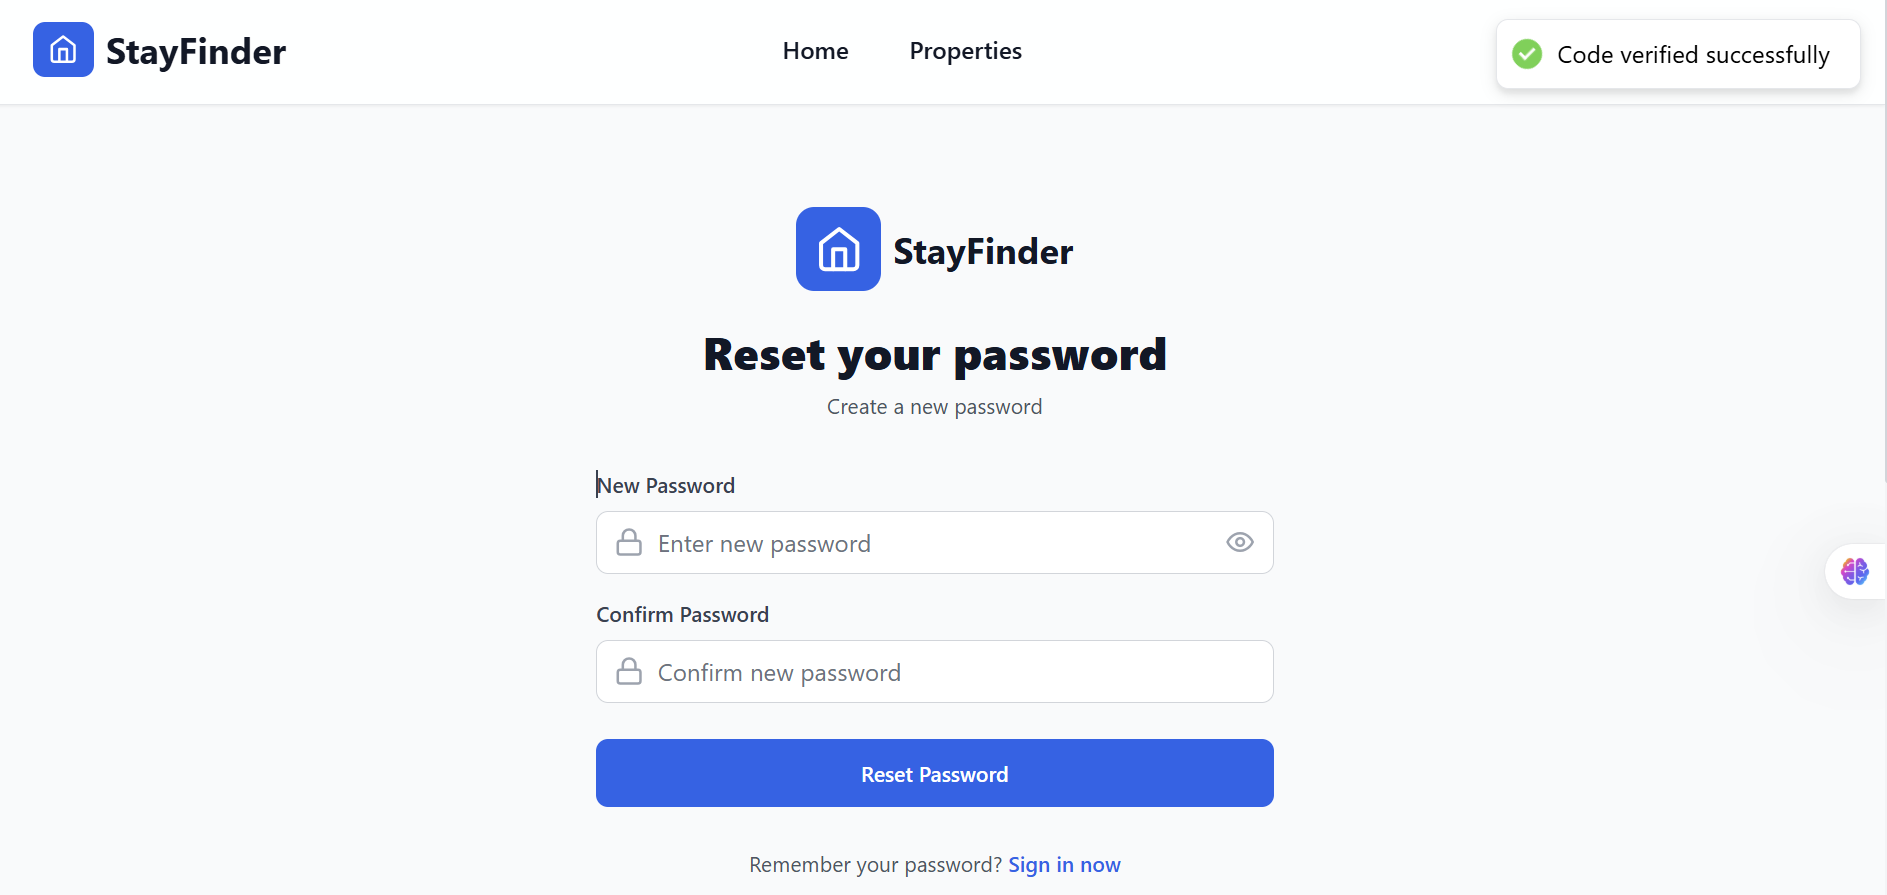 StayFinder
Home
Properties
Code verified successfully
StayFinder
Reset your password
Create a new password
New Password
Enter new password
Confirm Password
Confirm new password
Reset Password
Remember your password? Sign in now